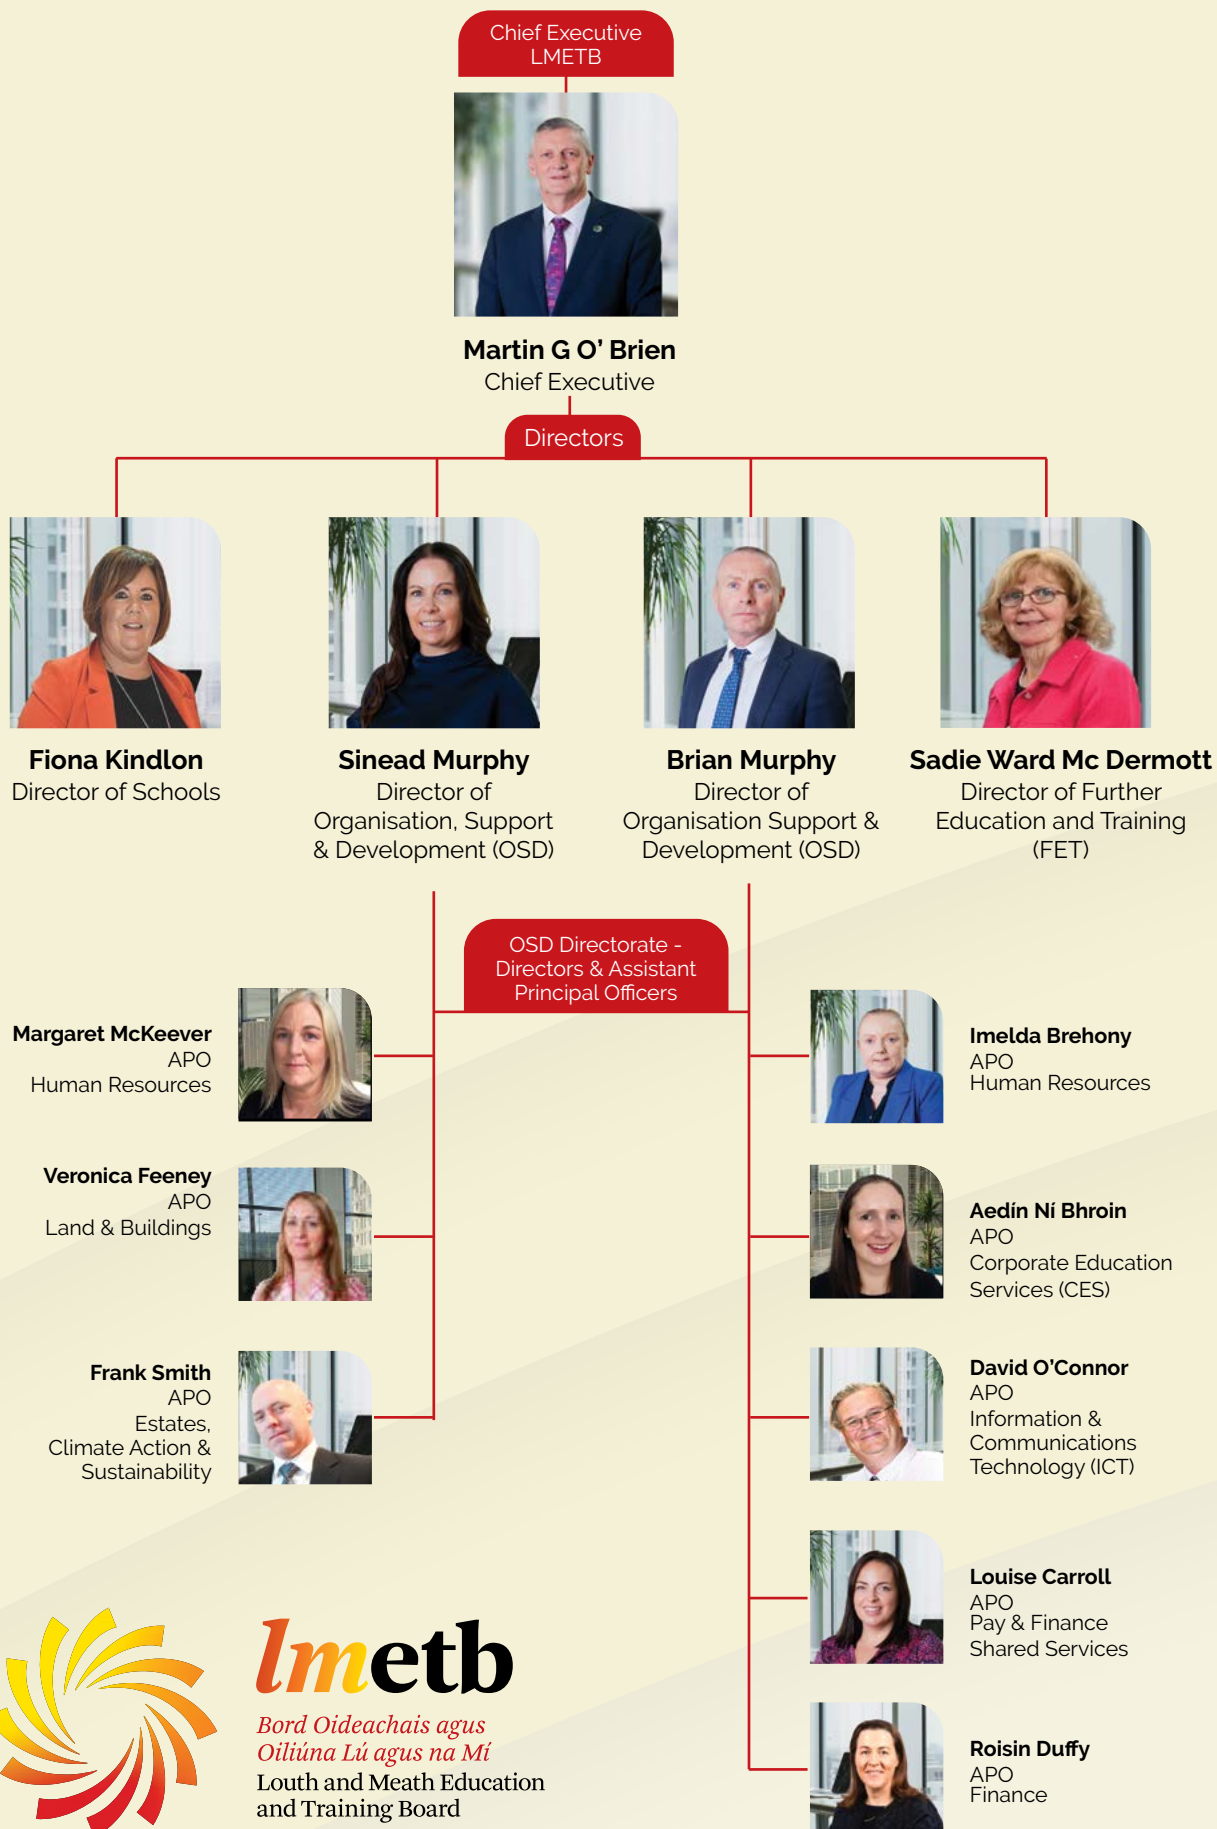 Chief Executive
LMETB
Martin G O’ Brien
Chief Executive
Directors
Fiona Kindlon
Director of Schools
Sinead Murphy
Director of
Organisation, Support
& Development (OSD)
Brian Murphy
Director of
Organisation Support &
Development (OSD)
Sadie Ward Mc Dermott
Director of Further
Education and Training
(FET)
OSD Directorate -
Directors & Assistant
Principal Officers
Margaret McKeever
APO
Human Resources
Veronica Feeney
APO
Land & Buildings
Frank Smith
APO
Estates,
Climate Action &
Sustainability
Imelda Brehony
APO
Human Resources
Aedín Ní Bhroin
APO
Corporate Education
Services (CES)
David O’Connor
APO
Information &
Communications
Technology (ICT)
Louise Carroll
APO
Pay & Finance
Shared Services
Roisin Duffy
APO
Finance
lmetb
Bord Oideachais agus
Oiliúna Lú agus na Mí
Louth and Meath Education
and Training Board